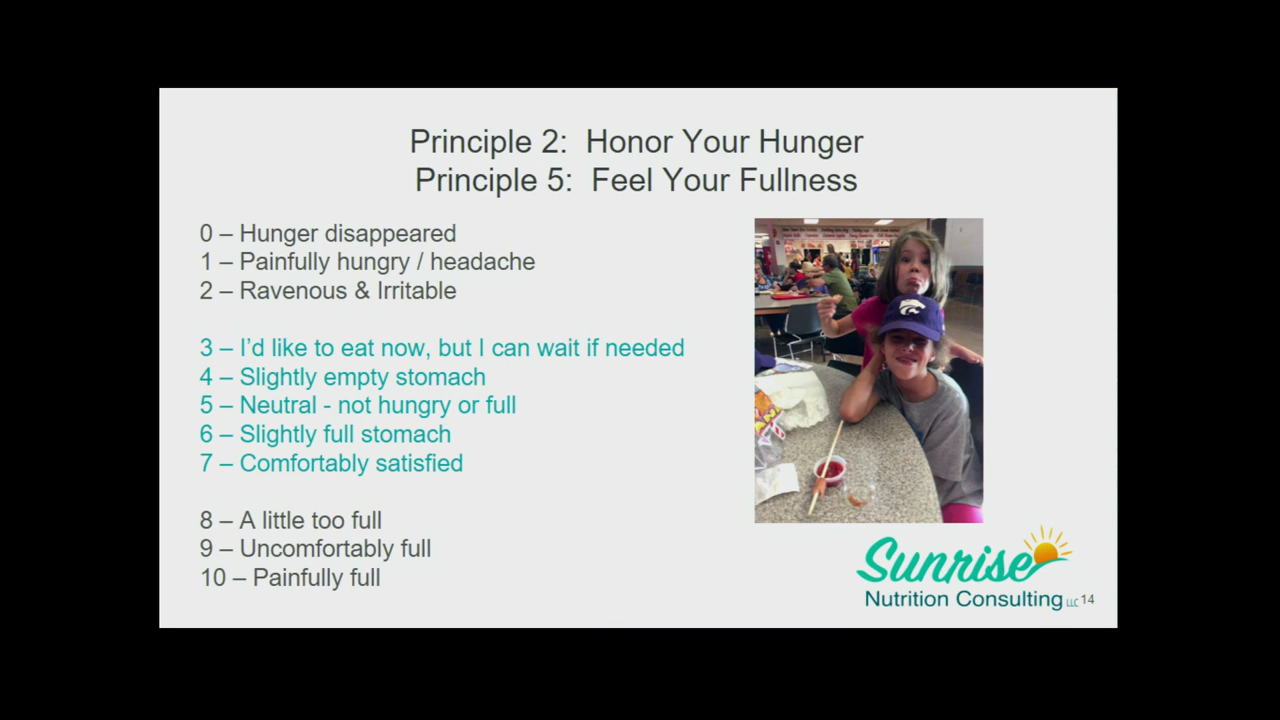 Principle 2: Honor Your Hunger
Principle 5: Feel Your Fullness
0 – Hunger disappeared
1 – Painfully hungry / headache
2 – Ravenous & Irritable
3 – I'd like to eat now, but I can wait if needed
4 – Slightly empty stomach
5 – Neutral - not hungry or full
6 – Slightly full stomach
7 – Comfortably satisfied
8 – A little too full
9 – Uncomfortably full
10 – Painfully full
Sunrise
Nutrition Consulting LLC 14